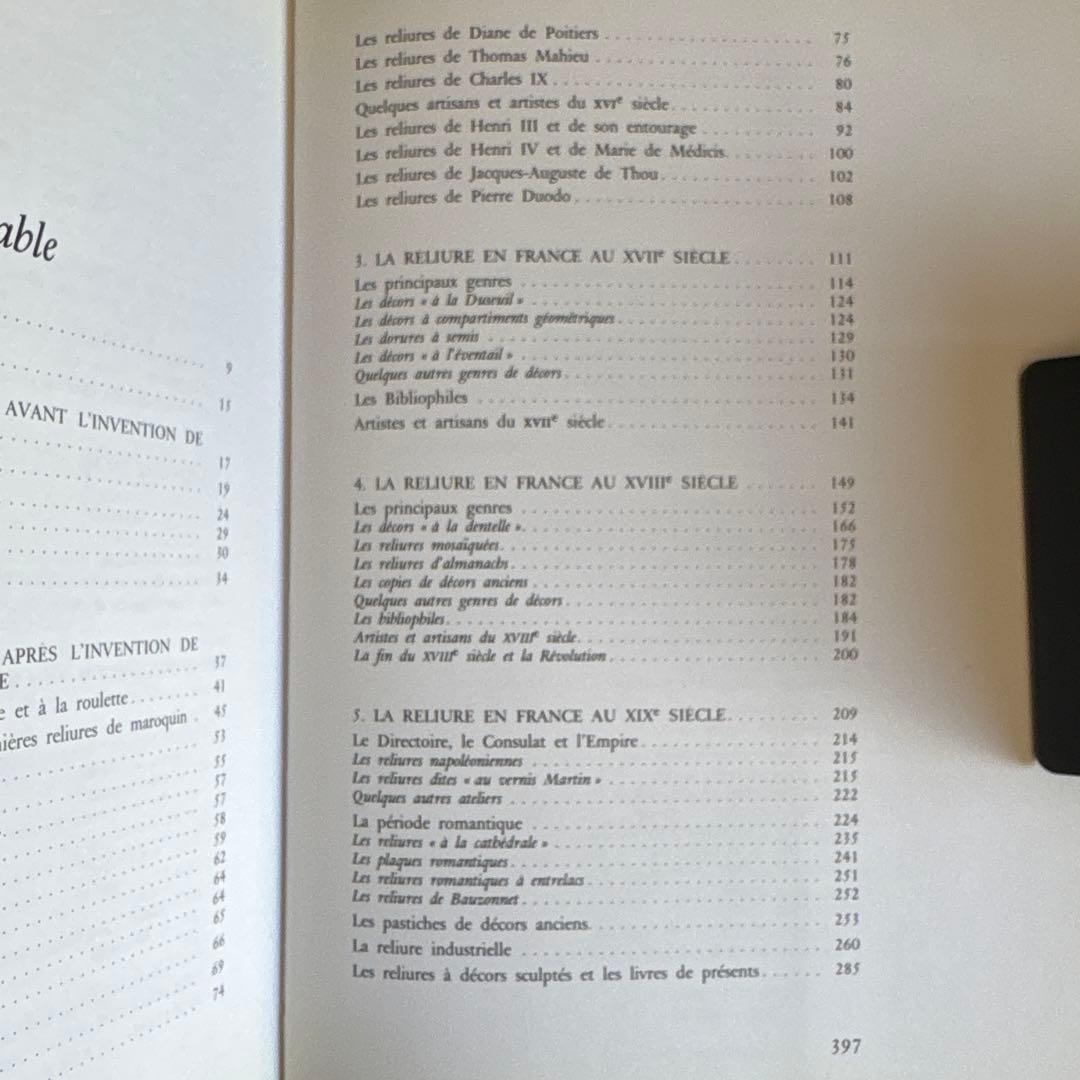 able
9
15
AVANT L'INVENTION DE
17
19
24
29
30
34
APRÈS L'INVENTION DE
E 37
e et à la roulette 41
nières reliures de maroquin 45
53
55
57
57
58
59
62
64
64
65
66
69
74
Les reliures de Diane de Poitiers 75
Les reliures de Thomas Mahieu 76
Les reliures de Charles IX 80
Quelques artisans et artistes du XVIe siècle 84
Les reliures de Henri III et de son entourage 92
Les reliures de Henri IV et de Marie de Médicis 100
Les reliures de Jacques-Auguste de Thou 102
Les reliures de Pierre Duodo 108
3. LA RELIURE EN FRANCE AU XVIIe SIÈCLE 111
Les principaux genres 114
Les décors « à la Duseuil » 124
Les décors à compartiments géométriques 124
Les dorures à semis 129
Les décors « à l'éventail » 130
Quelques autres genres de décors 131
Les Bibliophiles 134
Artistes et artisans du XVIIe siècle 141
4. LA RELIURE EN FRANCE AU XVIIIe SIÈCLE 149
Les principaux genres 152
Les décors « à la dentelle » 166
Les reliures mosaïquées 175
Les reliures d'almanachs 178
Les copies de décors anciens 182
Quelques autres genres de décors 182
Les bibliophiles 184
Artistes et artisans du XVIIIe siècle 191
La fin du XVIIIe siècle et la Révolution 200
5. LA RELIURE EN FRANCE AU XIXe SIÈCLE 209
Le Directoire, le Consulat et l'Empire 214
Les reliures napoléoniennes 215
Les reliures dites « au vernis Martin » 215
Quelques autres ateliers 222
La période romantique 224
Les reliures « à la cathédrale » 235
Les plaques romantiques 241
Les reliures romantiques à entrelacs 251
Les reliures de Bauzonnet 252
Les pastiches de décors anciens 253
La reliure industrielle 260
Les reliures à décors sculptés et les livres de présents 285
397